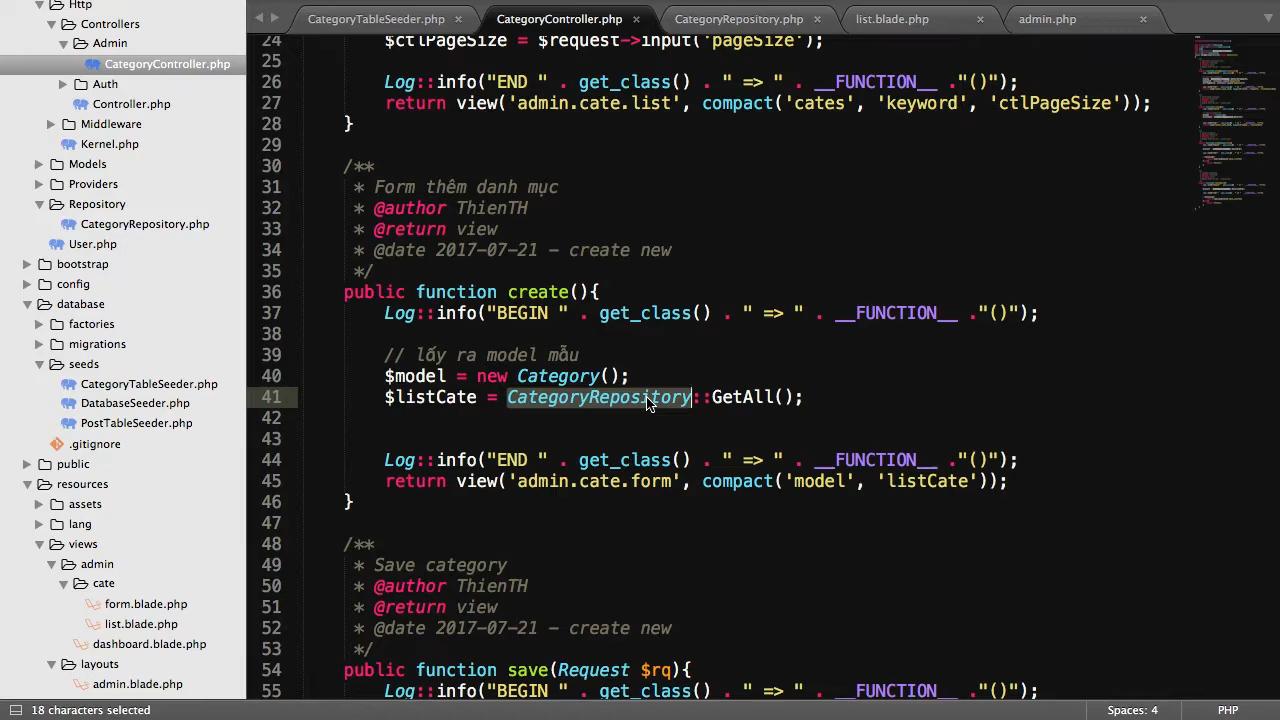 CategoryTableSeeder.php × CategoryController.php × CategoryRepository.php × list.blade.php × admin.php ×
Http
Controllers
Admin
CategoryController.php
Auth
Controller.php
Middleware
Kernel.php
Models
Providers
Repository
CategoryRepository.php
User.php
bootstrap
config
database
factories
migrations
seeds
CategoryTableSeeder.php
DatabaseSeeder.php
PostTableSeeder.php
.gitignore
public
resources
assets
lang
views
admin
cate
form.blade.php
list.blade.php
dashboard.blade.php
layouts
admin.blade.php
24 $ctlPageSize = $request->input('pageSize');
25
26 Log::info("END " . get_class() . " => " . __FUNCTION__ ."()");
27 return view('admin.cate.list', compact('cates', 'keyword', 'ctlPageSize'));
28 }
29
30 /**
31 * Form thêm danh mục
32 * @author ThienTH
33 * @return view
34 * @date 2017-07-21 - create new
35 */
36 public function create(){
37 Log::info("BEGIN " . get_class() . " => " . __FUNCTION__ ."()");
38
39 // lấy ra model mẫu
40 $model = new Category();
41 $listCate = CategoryRepository::GetAll();
42
43
44 Log::info("END " . get_class() . " => " . __FUNCTION__ ."()");
45 return view('admin.cate.form', compact('model', 'listCate'));
46 }
47
48 /**
49 * Save category
50 * @author ThienTH
51 * @return view
52 * @date 2017-07-21 - create new
53 */
54 public function save(Request $rq){
55 Log::info("BEGIN " . get_class() . " => " . __FUNCTION__ ."()");
18 characters selected Spaces: 4 PHP